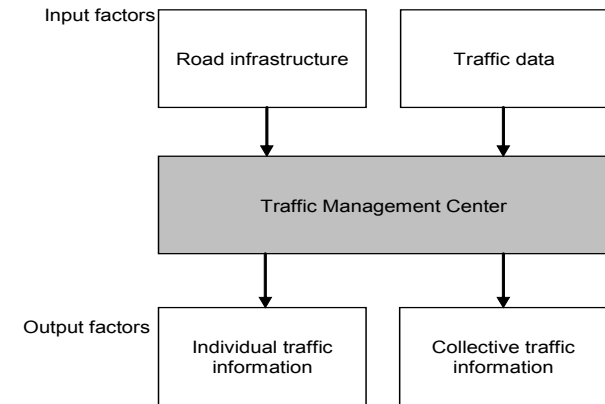 Input factors
Road infrastructure
Traffic data
Traffic Management Center
Output factors
Individual traffic
information
Collective traffic
information